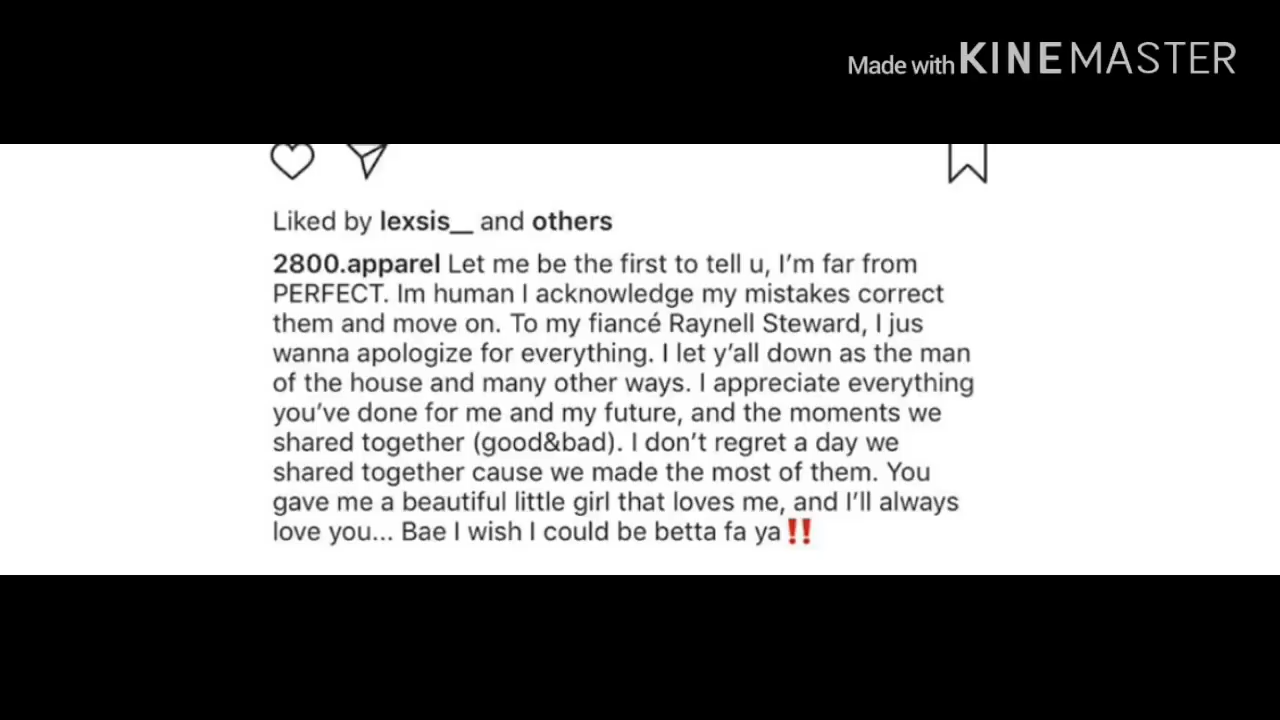 Made with KINEMASTER
Liked by lexsis__ and others
2800.apparel Let me be the first to tell u, I'm far from
PERFECT. Im human I acknowledge my mistakes correct
them and move on. To my fiancé Raynell Steward, I jus
wanna apologize for everything. I let y'all down as the man
of the house and many other ways. I appreciate everything
you've done for me and my future, and the moments we
shared together (good&bad). I don't regret a day we
shared together cause we made the most of them. You
gave me a beautiful little girl that loves me, and I'll always
love you... Bae I wish I could be betta fa ya‼️